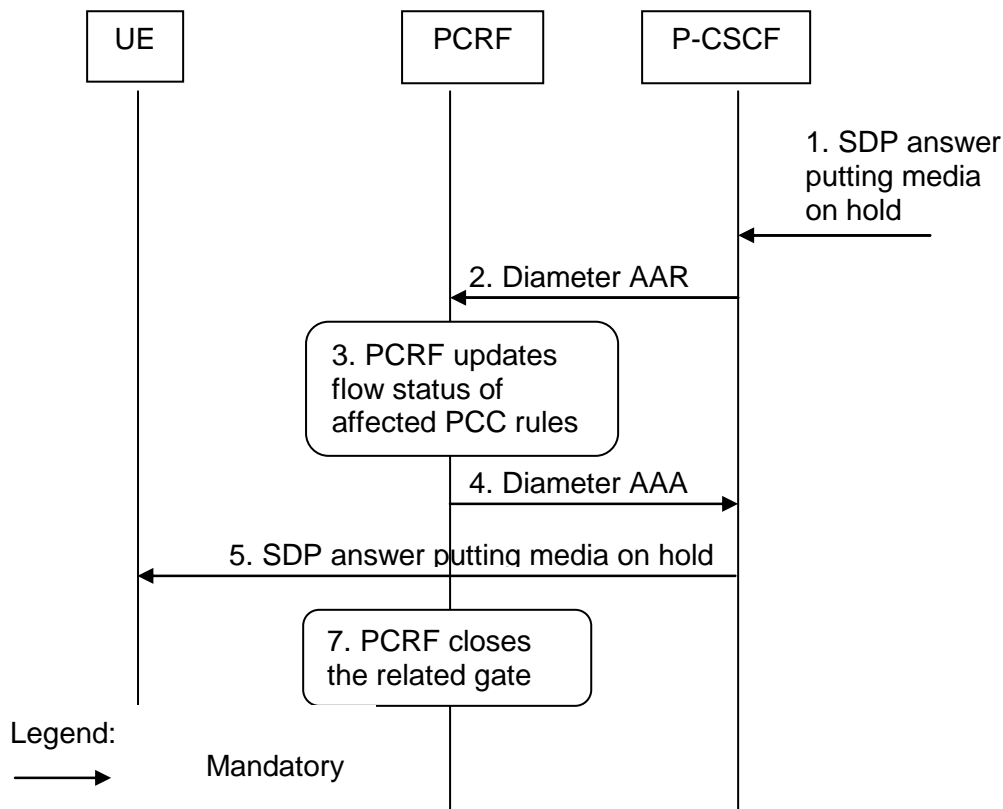 UE
PCRF
P-CSCF
1. SDP answer
putting media
on hold
2. Diameter AAR
3. PCRF updates
flow status of
affected PCC rules
4. Diameter AAA
5. SDP answer putting media on hold
7. PCRF closes
the related gate
Legend:
Mandatory